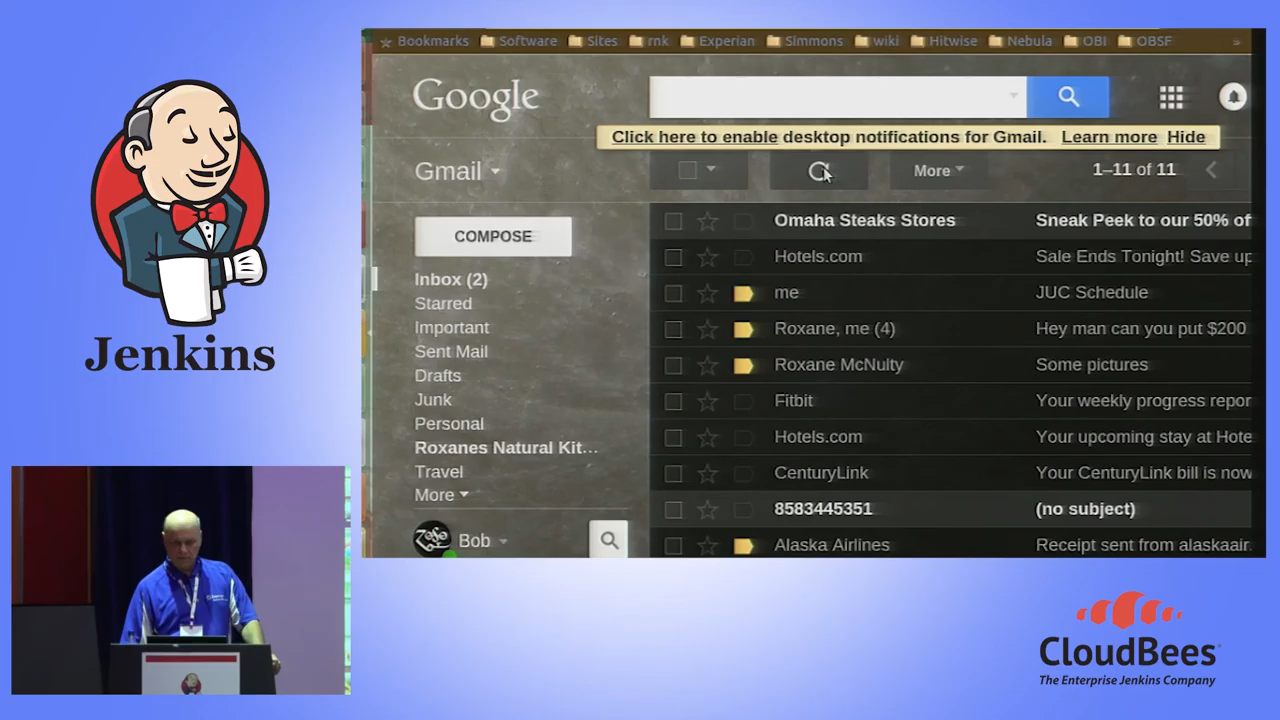 Bookmarks Software Sites rnk Experian Simmons wiki Hitwise Nebula OBI OBSF »
Google
Click here to enable desktop notifications for Gmail. Learn more Hide
Gmail
More
1–11 of 11
COMPOSE
Inbox (2)
Starred
Important
Sent Mail
Drafts
Junk
Personal
Roxanes Natural Kit…
Travel
More
Bob
Omaha Steaks Stores Sneak Peek to our 50% of
Hotels.com Sale Ends Tonight! Save up
me JUC Schedule
Roxane, me (4) Hey man can you put $200
Roxane McNulty Some pictures
Fitbit Your weekly progress repor
Hotels.com Your upcoming stay at Hote
CenturyLink Your CenturyLink bill is now
8583445351 (no subject)
Alaska Airlines Receipt sent from alaskaair.
Jenkins
CloudBees
The Enterprise Jenkins Company